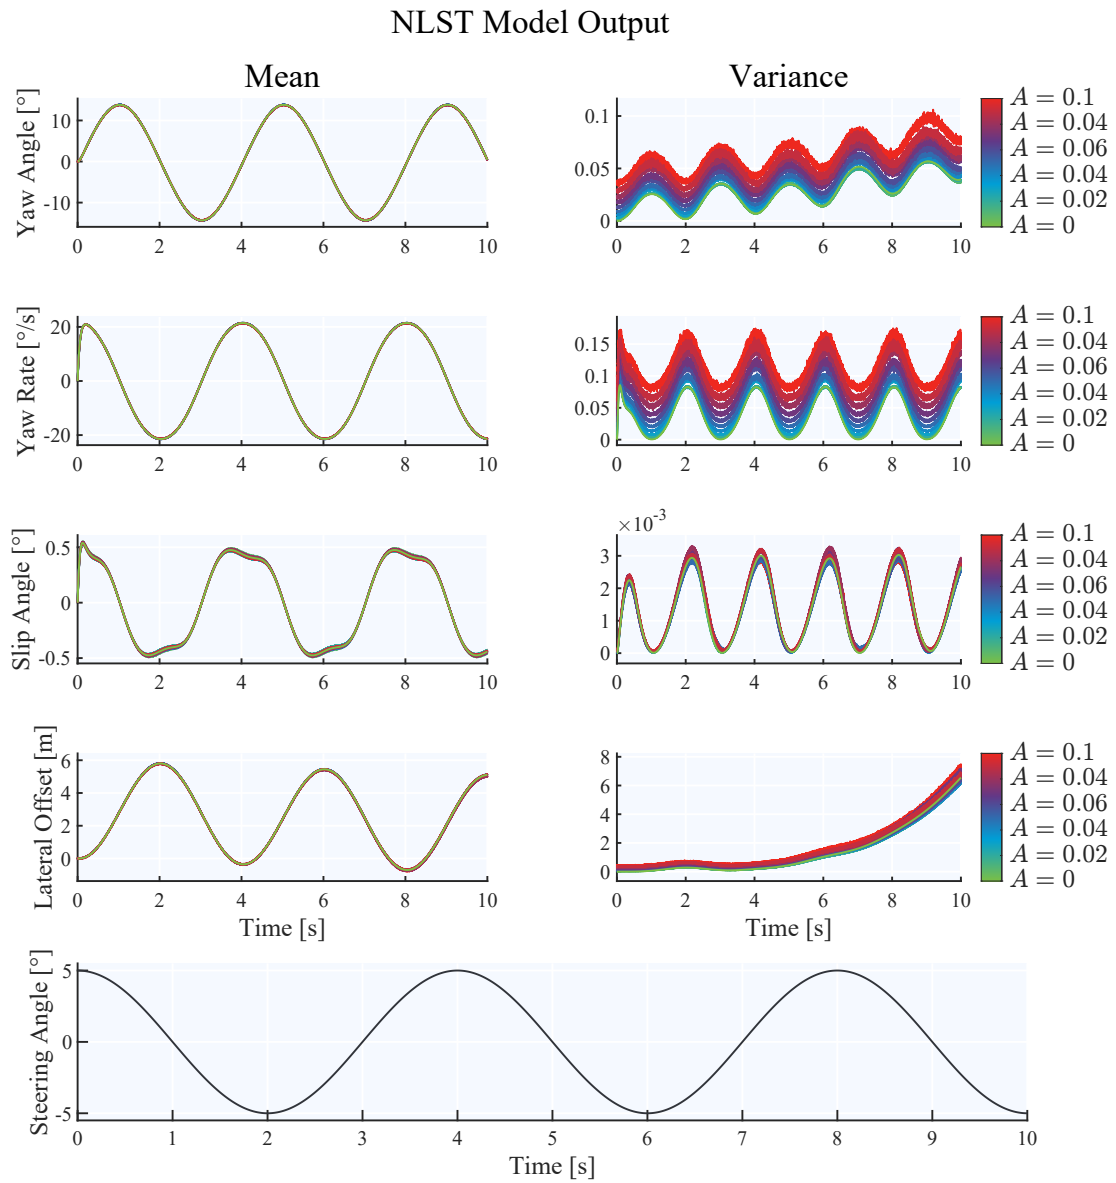 NLST Model Output
Mean
Variance
Yaw Angle [°]
10
0
-10
0 2 4 6 8 10
0.1
0.05
0
0 2 4 6 8 10
A = 0.1
A = 0.04
A = 0.06
A = 0.04
A = 0.02
A = 0
Yaw Rate [°/s]
20
0
-20
0 2 4 6 8 10
0.15
0.1
0.05
0
0 2 4 6 8 10
A = 0.1
A = 0.04
A = 0.06
A = 0.04
A = 0.02
A = 0
Slip Angle [°]
0.5
0
-0.5
0 2 4 6 8 10
×10-3
3
2
1
0
0 2 4 6 8 10
A = 0.1
A = 0.04
A = 0.06
A = 0.04
A = 0.02
A = 0
Lateral Offset [m]
6
4
2
0
0 2 4 6 8 10
Time [s]
8
6
4
2
0
0 2 4 6 8 10
Time [s]
A = 0.1
A = 0.04
A = 0.06
A = 0.04
A = 0.02
A = 0
Steering Angle [°]
5
0
-5
0 1 2 3 4 5 6 7 8 9 10
Time [s]